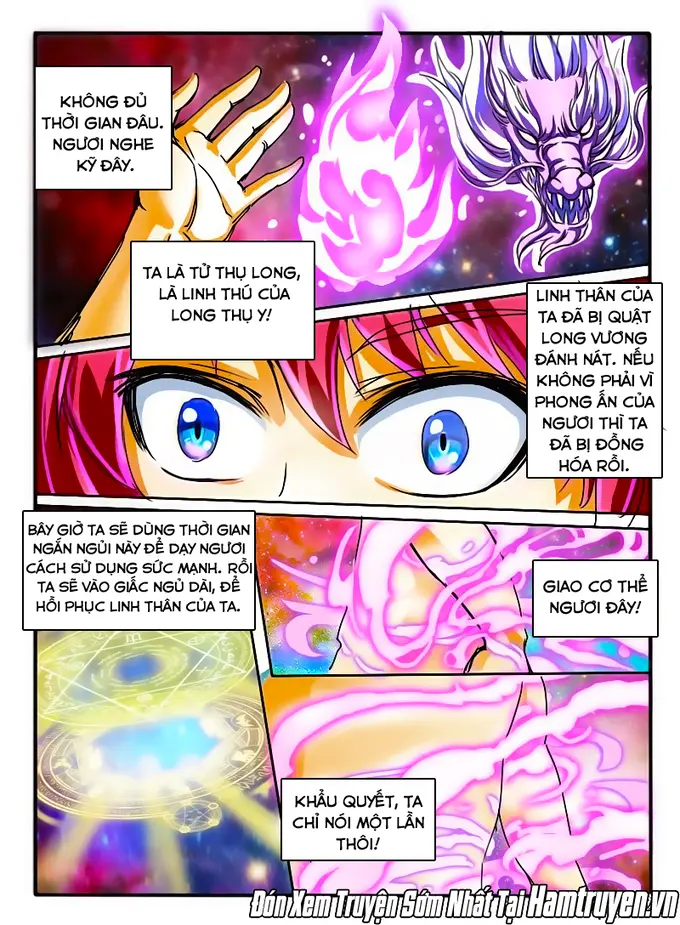 KHÔNG ĐỦ
THỜI GIAN ĐÂU.
NGƯƠI NGHE
KỸ ĐÂY.
TA LÀ TỬ THỤ LONG,
LÀ LINH THÚ CỦA
LONG THỤ Y!
LINH THÂN CỦA
TA ĐÃ BỊ QUẬT
LONG VƯƠNG
ĐÁNH NÁT. NẾU
KHÔNG PHẢI VÌ
PHONG ẤN CỦA
NGƯƠI THÌ TA
ĐÃ BỊ ĐỒNG
HÓA RỒI.
BÂY GIỜ TA SẼ DÙNG THỜI GIAN
NGẮN NGỦI NÀY ĐỂ DẠY NGƯƠI
CÁCH SỬ DỤNG SỨC MẠNH. RỒI
TA SẼ VÀO GIẤC NGỦ DÀI, ĐỂ
HỒI PHỤC LINH THÂN CỦA TA.
GIAO CƠ THỂ
NGƯƠI ĐÂY!
KHẨU QUYẾT, TA
CHỈ NÓI MỘT LẦN
THÔI!
Đón Xem Truyện Sớm Nhất Tại Hamtruyen.vn